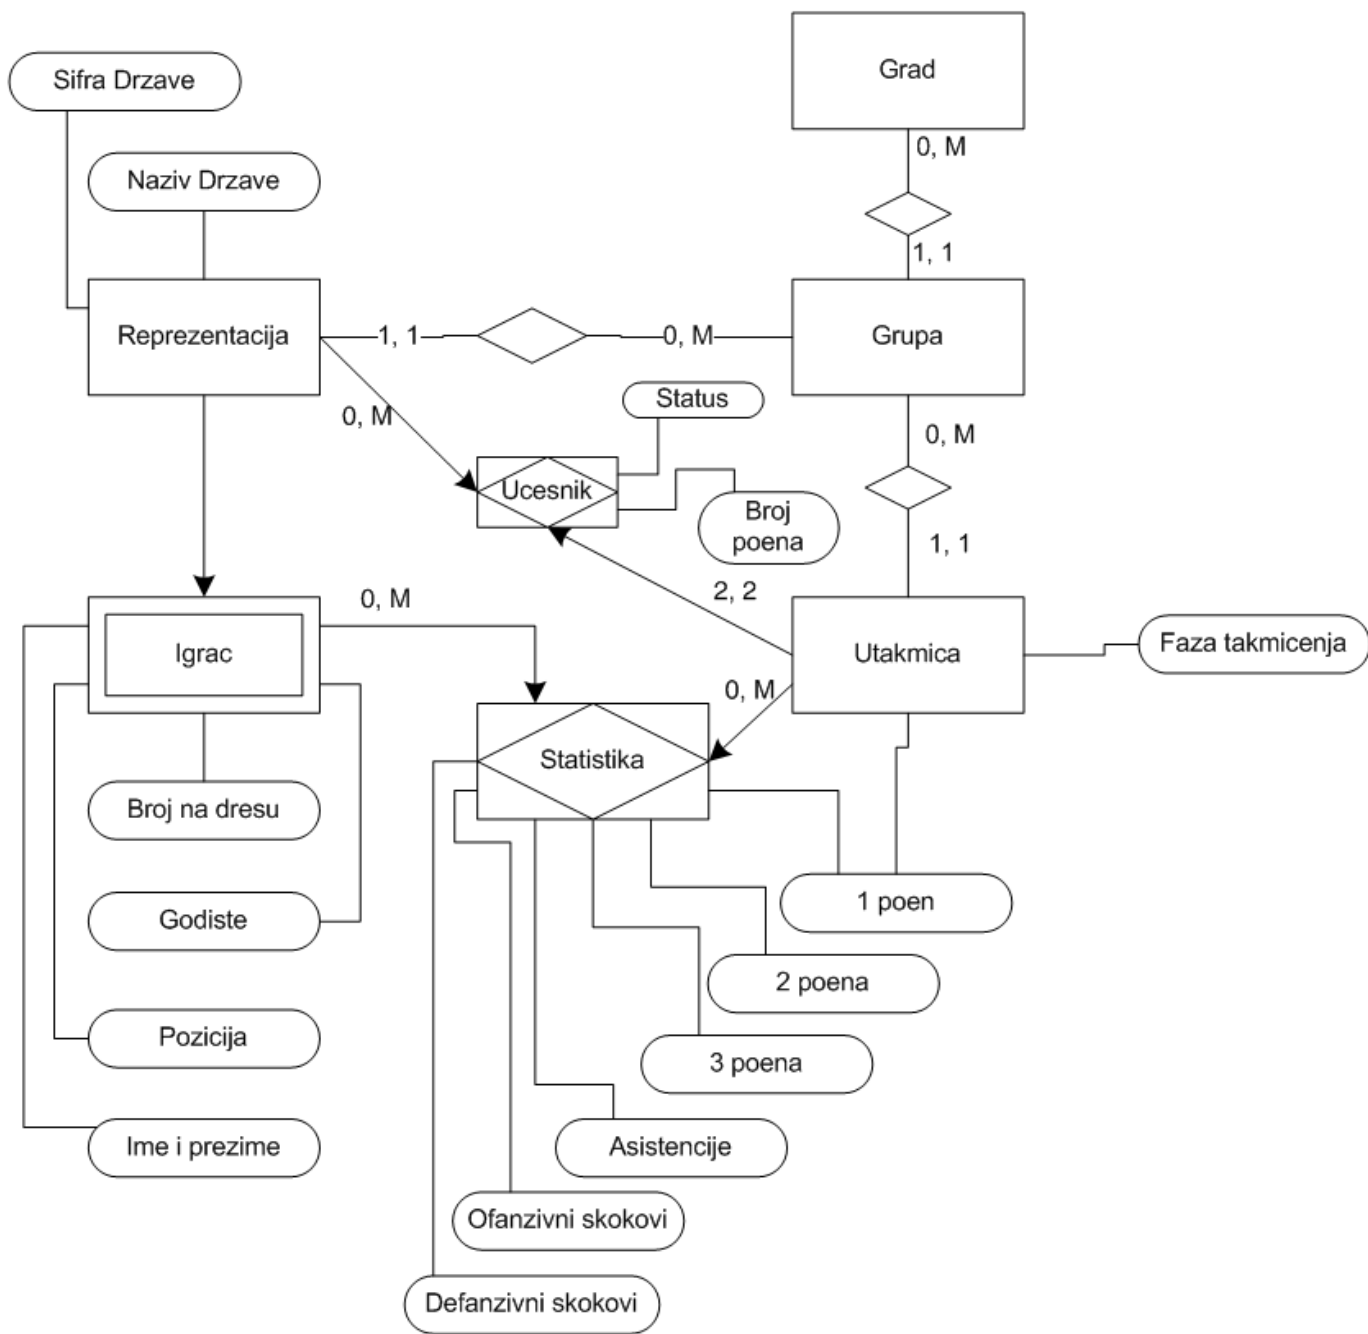 Grad
Sifra Drzave
0, M
Naziv Drzave
1, 1
Reprezentacija
1, 1
0, M
Grupa
Status
0, M
0, M
Ucesnik
Broj
poena
1, 1
2, 2
0, M
Igrac
Utakmica
Faza takmicenja
0, M
Statistika
Broj na dresu
1 poen
Godiste
2 poena
Pozicija
3 poena
Ime i prezime
Asistencije
Ofanzivni skokovi
Defanzivni skokovi